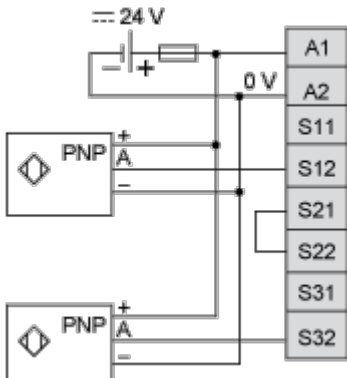 ⎓ 24 V
− +
0 V
A1
A2
S11
S12
S21
S22
S31
S32
+
PNP A
−
+
PNP A
−